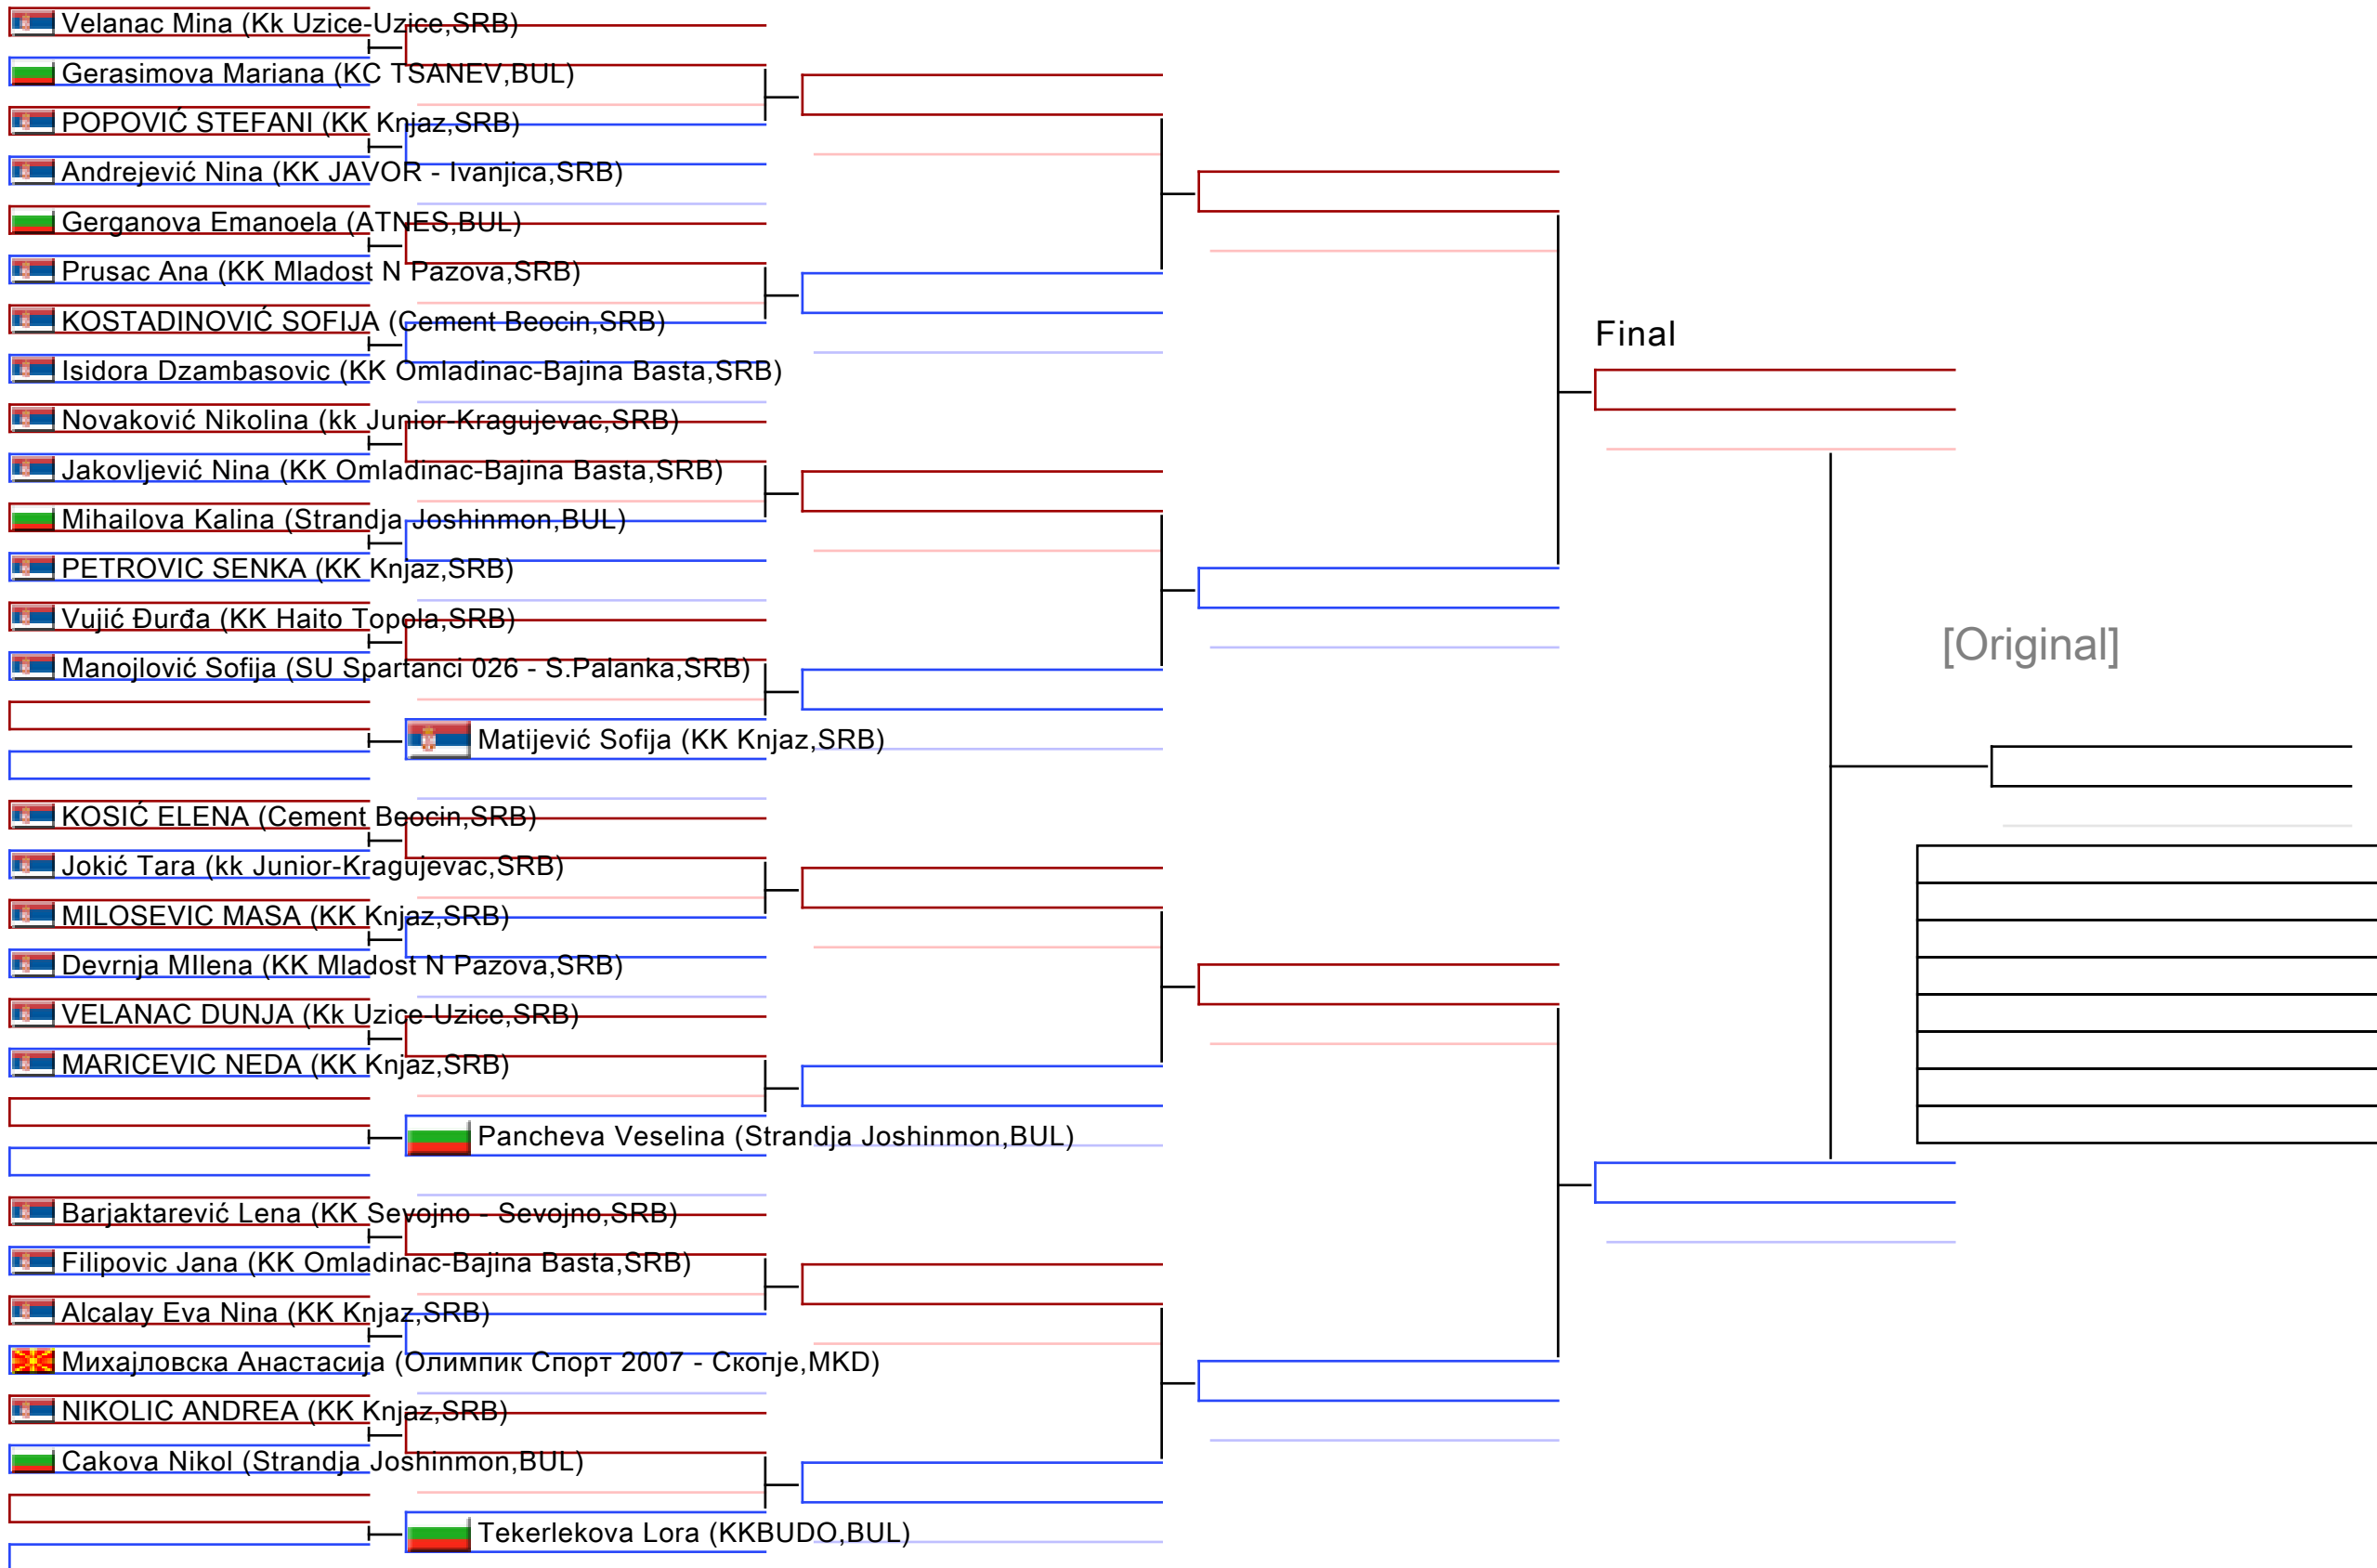 Velanac Mina (Kk Uzice-Uzice,SRB)
Gerasimova Mariana (KC TSANEV,BUL)
POPOVIĆ STEFANI (KK Knjaz,SRB)
Andrejević Nina (KK JAVOR - Ivanjica,SRB)
Gerganova Emanoela (ATNES,BUL)
Prusac Ana (KK Mladost N Pazova,SRB)
KOSTADINOVIĆ SOFIJA (Cement Beocin,SRB)
Final
Isidora Dzambasovic (KK Omladinac-Bajina Basta,SRB)
Novaković Nikolina (kk Junior-Kragujevac,SRB)
Jakovljević Nina (KK Omladinac-Bajina Basta,SRB)
Mihailova Kalina (Strandja Joshinmon,BUL)
PETROVIC SENKA (KK Knjaz,SRB)
Vujić Đurđa (KK Haito Topola,SRB)
[Original]
Manojlović Sofija (SU Spartanci 026 - S.Palanka,SRB)
Matijević Sofija (KK Knjaz,SRB)
KOSIĆ ELENA (Cement Beocin,SRB)
Jokić Tara (kk Junior-Kragujevac,SRB)
MILOSEVIC MASA (KK Knjaz,SRB)
Devrnja MIlena (KK Mladost N Pazova,SRB)
VELANAC DUNJA (Kk Uzice-Uzice,SRB)
MARICEVIC NEDA (KK Knjaz,SRB)
Pancheva Veselina (Strandja Joshinmon,BUL)
Barjaktarević Lena (KK Sevojno - Sevojno,SRB)
Filipovic Jana (KK Omladinac-Bajina Basta,SRB)
Alcalay Eva Nina (KK Knjaz,SRB)
Михајловска Анастасија (Олимпик Спорт 2007 - Скопје,MKD)
NIKOLIC ANDREA (KK Knjaz,SRB)
Cakova Nikol (Strandja Joshinmon,BUL)
Tekerlekova Lora (KKBUDO,BUL)